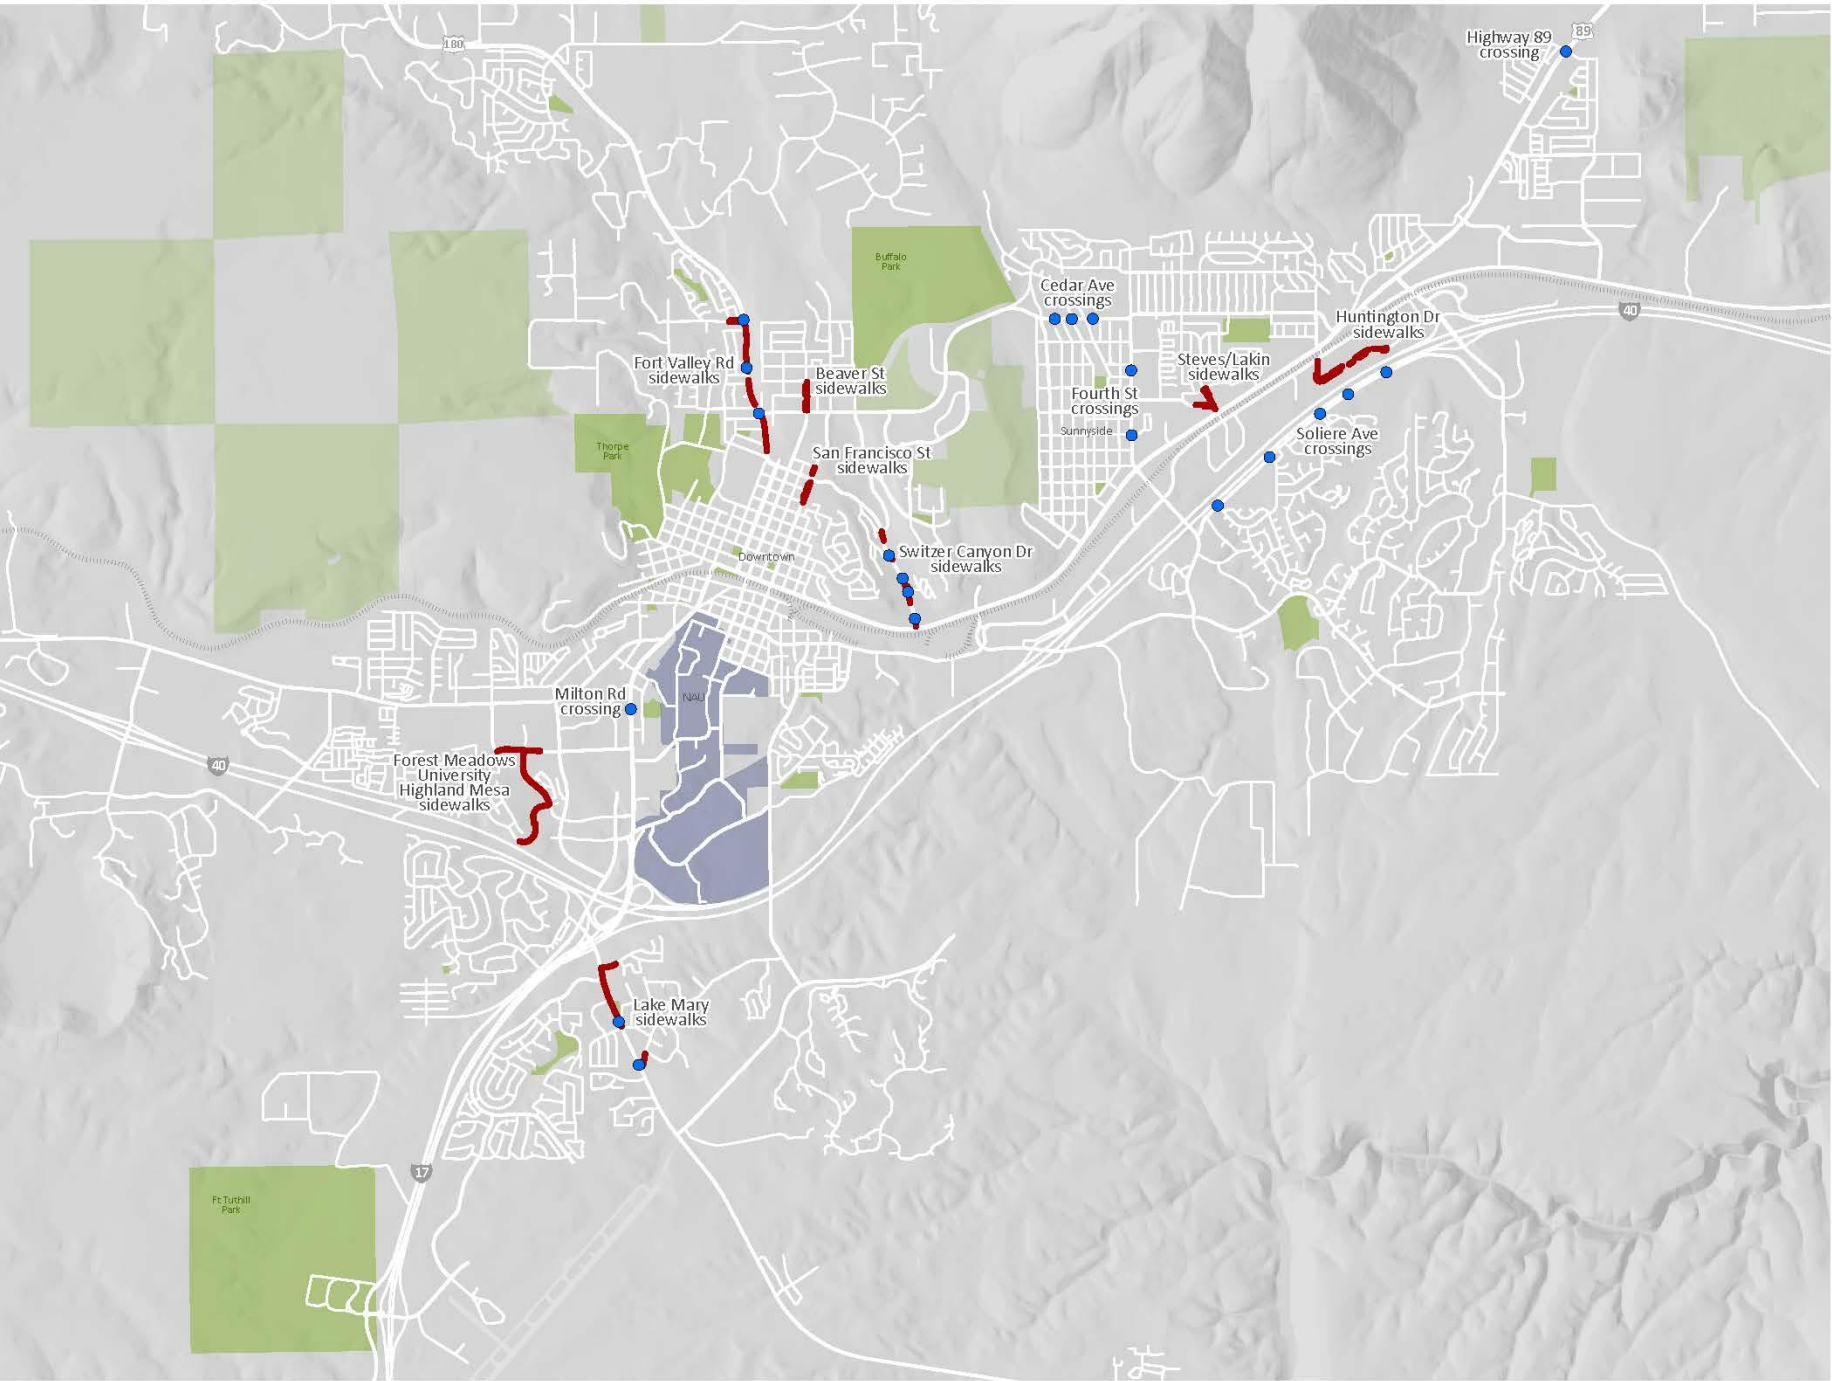 180
Highway 89
crossing
89
Buffalo
Park
Cedar Ave
crossings
40
Huntington Dr
sidewalks
Fort Valley Rd
sidewalks
Beaver St
sidewalks
Steves/Lakin
sidewalks
Fourth St
crossings
Sunnyside
Soliere Ave
crossings
Thorpe
Park
San Francisco St
sidewalks
Downtown
Switzer Canyon Dr
sidewalks
NAU
Milton Rd
crossing
40
Forest Meadows
University
Highland Mesa
sidewalks
Lake Mary
sidewalks
17
Ft Tuthill
Park